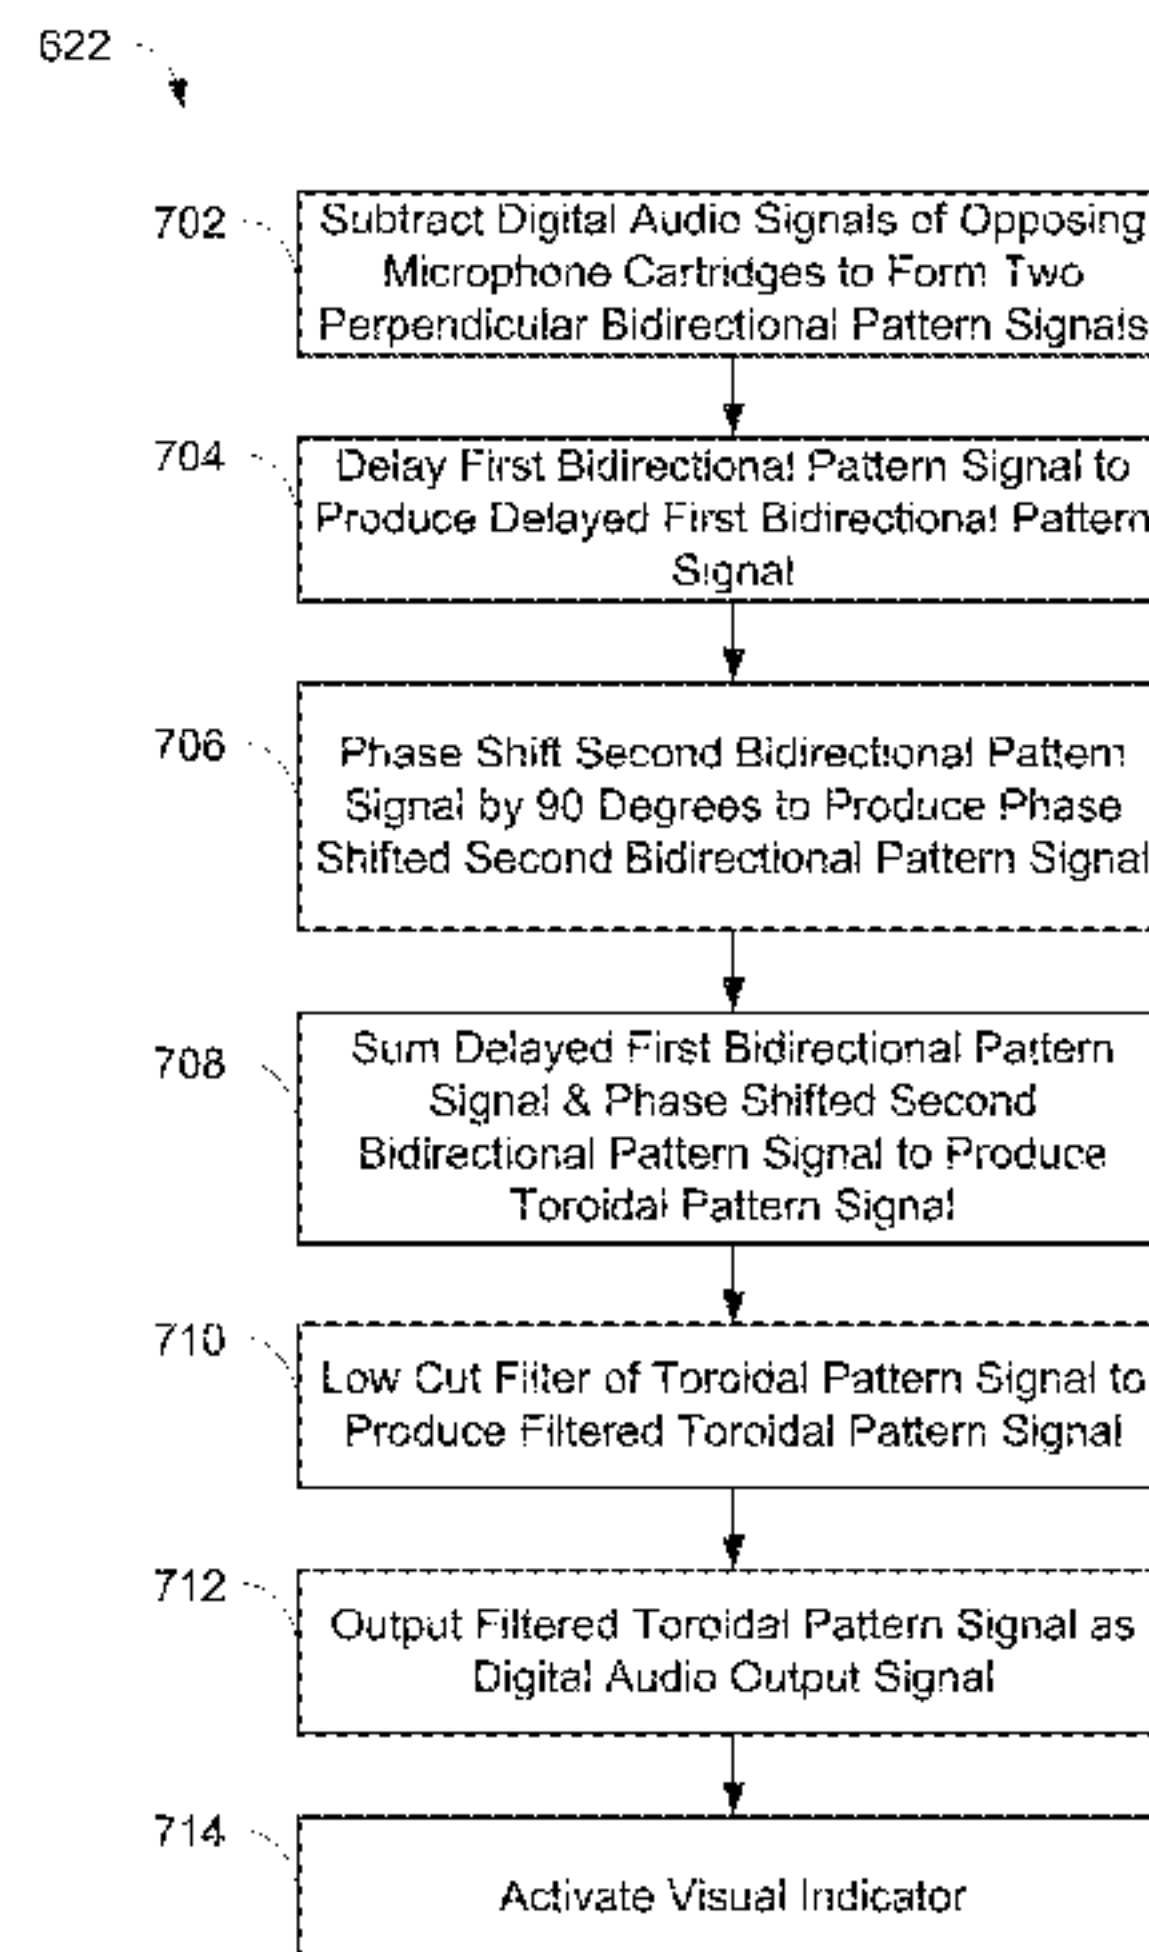 622
702
Subtract Digital Audio Signals of Opposing
Microphone Cartridges to Form Two
Perpendicular Bidirectional Pattern Signals
704
Delay First Bidirectional Pattern Signal to
Produce Delayed First Bidirectional Pattern
Signal
706
Phase Shift Second Bidirectional Pattern
Signal by 90 Degrees to Produce Phase
Shifted Second Bidirectional Pattern Signal
708
Sum Delayed First Bidirectional Pattern
Signal & Phase Shifted Second
Bidirectional Pattern Signal to Produce
Toroidal Pattern Signal
710
Low Cut Filter of Toroidal Pattern Signal to
Produce Filtered Toroidal Pattern Signal
712
Output Filtered Toroidal Pattern Signal as
Digital Audio Output Signal
714
Activate Visual Indicator